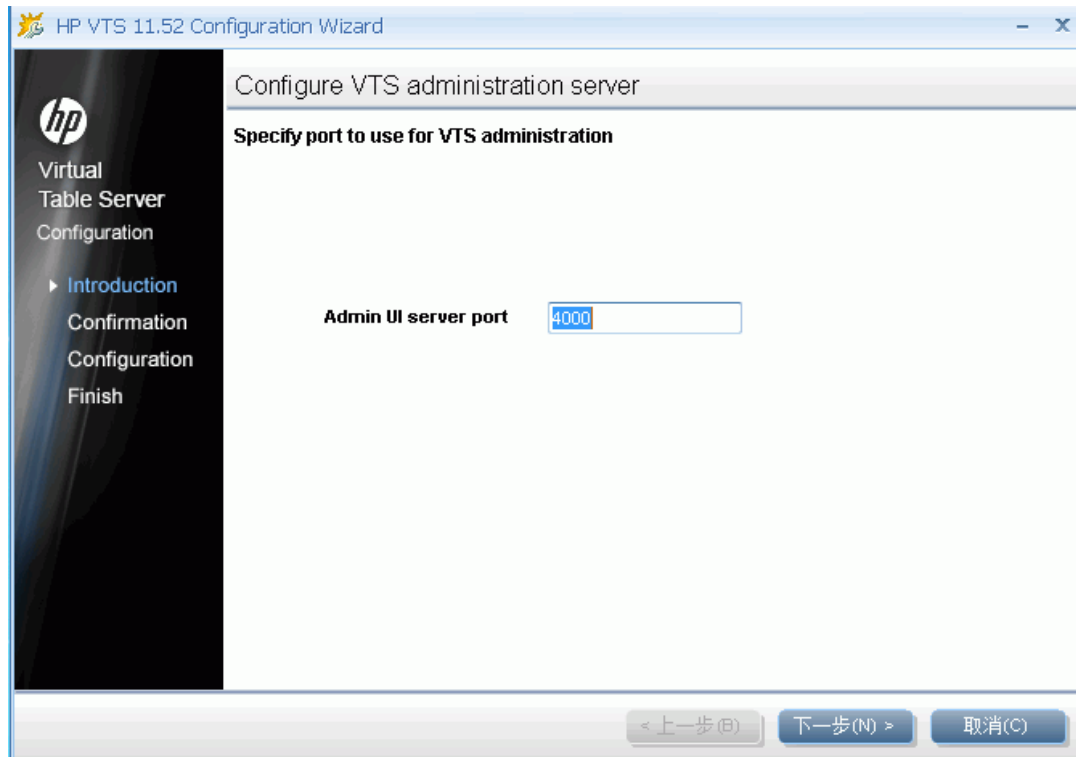 HP VTS 11.52 Configuration Wizard
Configure VTS administration server
hp
Virtual
Table Server
Configuration
Introduction
Confirmation
Configuration
Finish
Specify port to use for VTS administration
Admin UI server port 4000
<上一步(B) 下一步(N) > 取消(C)